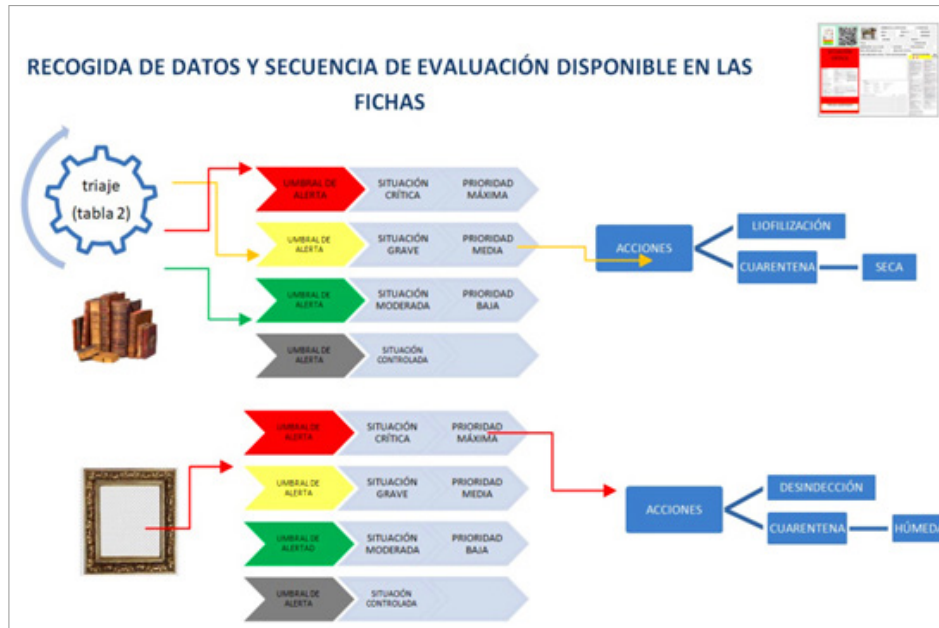 RECOGIDA DE DATOS Y SECUENCIA DE EVALUACIÓN DISPONIBLE EN LAS
FICHAS
triaje
(tabla 2)
UMBRAL DE
ALERTA
SITUACIÓN
CRÍTICA
PRIORIDAD
MÁXIMA
UMBRAL DE
ALERTA
SITUACIÓN
GRAVE
PRIORIDAD
MEDIA
UMBRAL DE
ALERTA
SITUACIÓN
MODERADA
PRIORIDAD
BAJA
UMBRAL DE
ALERTA
SITUACIÓN
CONTROLADA
ACCIONES
LIOFILIZACIÓN
CUARENTENA
SECA
UMBRAL DE
ALERTA
SITUACIÓN
CRÍTICA
PRIORIDAD
MÁXIMA
UMBRAL DE
ALERTA
SITUACIÓN
GRAVE
PRIORIDAD
MEDIA
UMBRAL DE
ALERTAD
SITUACIÓN
MODERADA
PRIORIDAD
BAJA
UMBRAL DE
ALERTA
SITUACIÓN
CONTROLADA
ACCIONES
DESINDECCIÓN
CUARENTENA
HÚMEDA